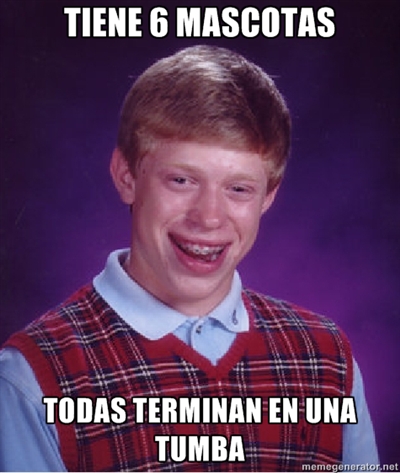 TIENE 6 MASCOTAS
TODAS TERMINAN EN UNA
TUMBA
memegenerator.net